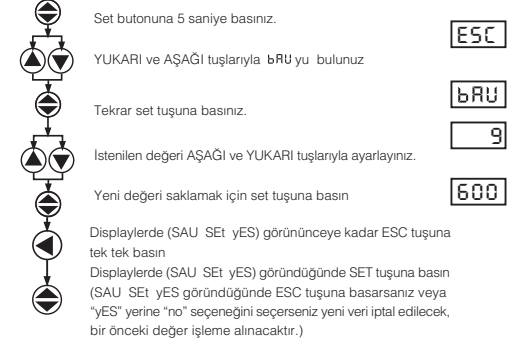 Set butonuna 5 saniye basınız.
ESC
YUKARI ve AŞAĞI tuşlarıyla bAU yu bulunuz
bAU
Tekrar set tuşuna basınız.
9
İstenilen değeri AŞAĞI ve YUKARI tuşlarıyla ayarlayınız.
Yeni değeri saklamak için set tuşuna basın
600
Displaylerde (SAU SEt yES) görününceye kadar ESC tuşuna
tek tek basın
Displaylerde (SAU SEt yES) göründüğünde SET tuşuna basın
(SAU SEt yES göründüğünde ESC tuşuna basarsanız veya
“yES” yerine “no” seçeneğini seçerseniz yeni veri iptal edilecek,
bir önceki değer işleme alınacaktır.)